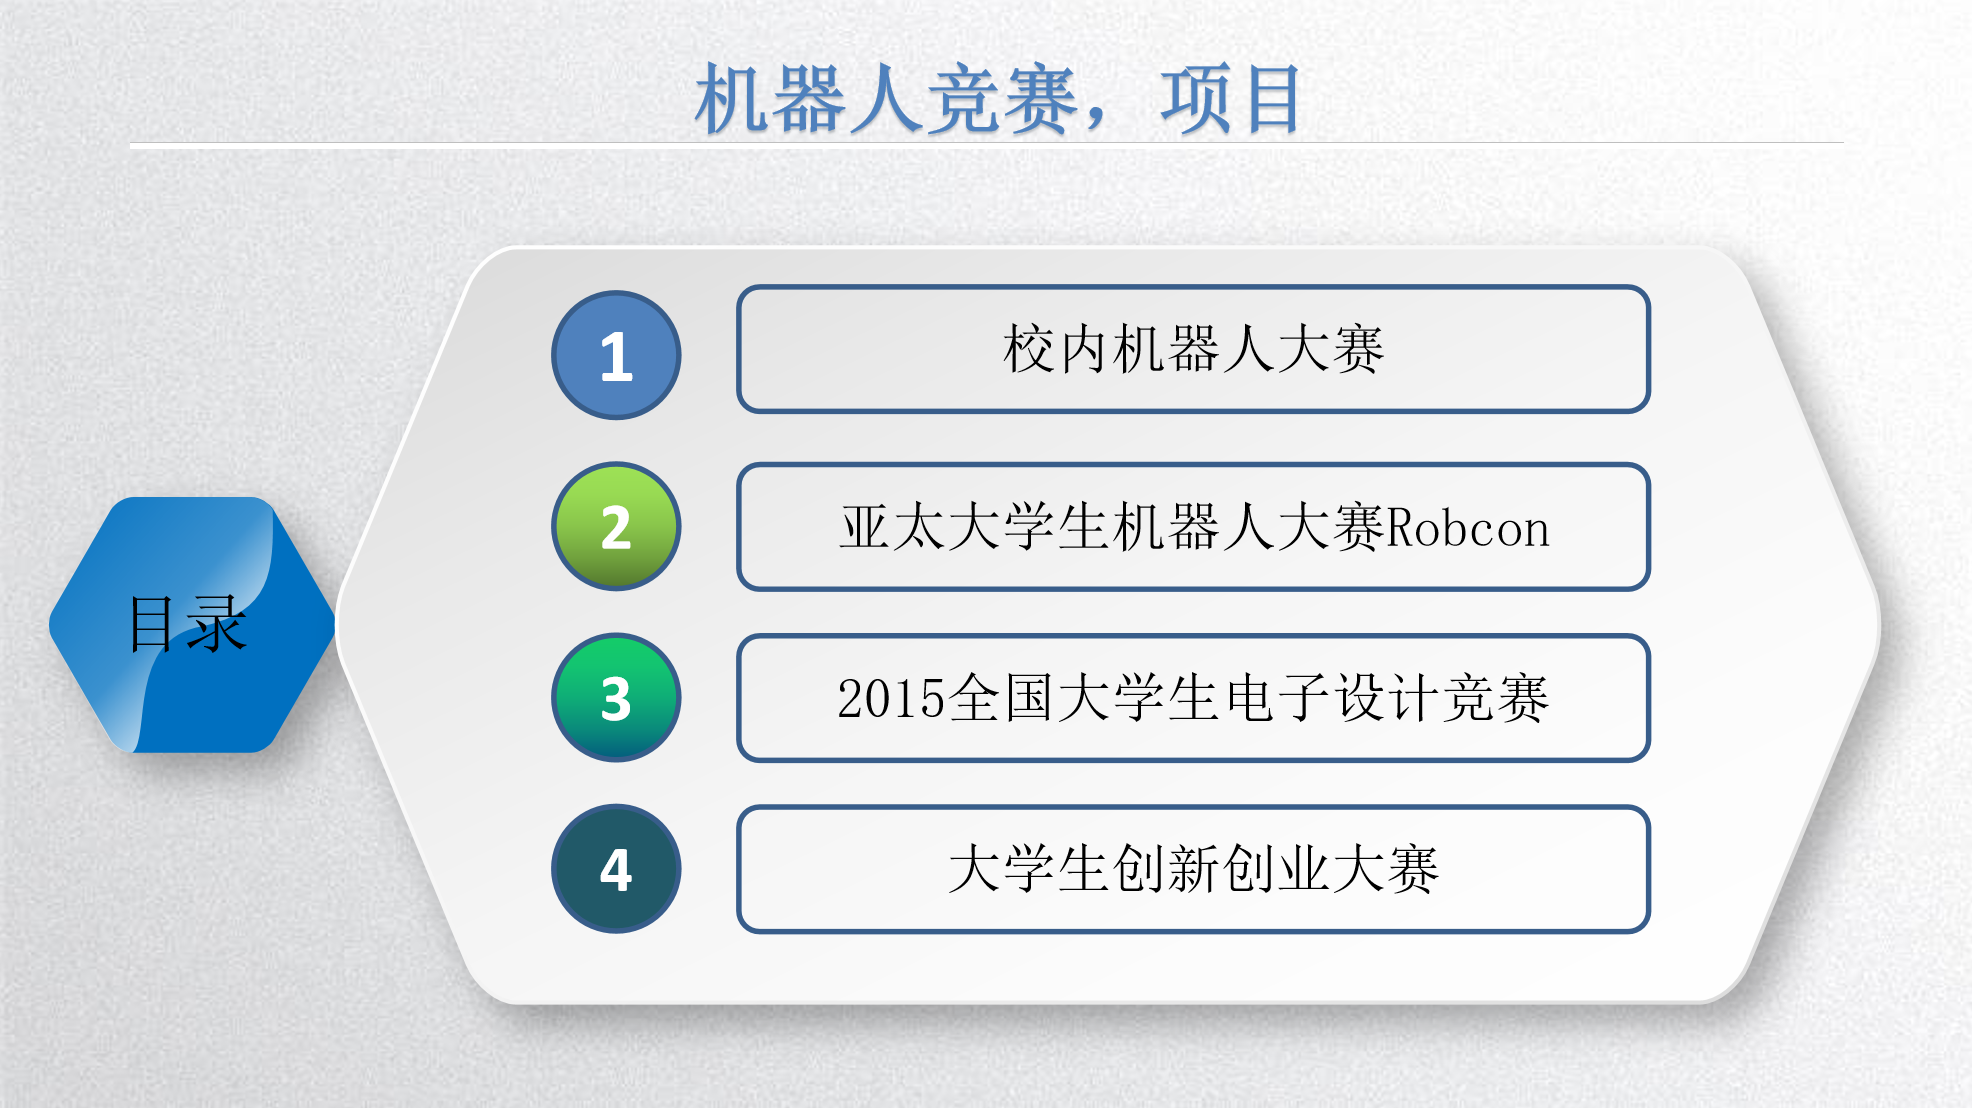 机器人竞赛，项目
目录
1
校内机器人大赛
2
亚太大学生机器人大赛Robcon
3
2015全国大学生电子设计竞赛
4
大学生创新创业大赛